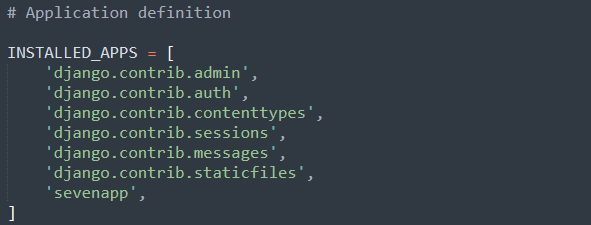 # Application definition
INSTALLED_APPS = [
    'django.contrib.admin',
    'django.contrib.auth',
    'django.contrib.contenttypes',
    'django.contrib.sessions',
    'django.contrib.messages',
    'django.contrib.staticfiles',
    'sevenapp',
]